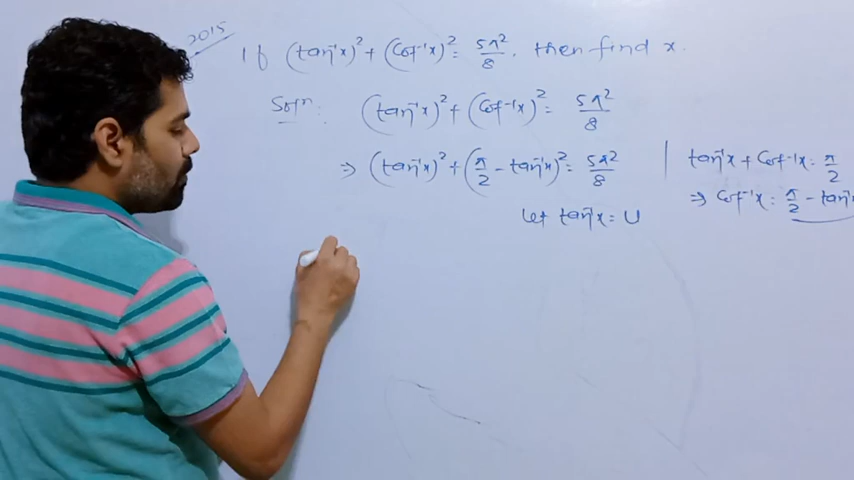 2015
If (tan⁻¹x)² + (Cot⁻¹x)² = 5π²/8, then find x.
Soln: (tan⁻¹x)² + (Cot⁻¹x)² = 5π²/8
⇒ (tan⁻¹x)² + (π/2 - tan⁻¹x)² = 5π²/8
tan⁻¹x + Cot⁻¹x = π/2
⇒ Cot⁻¹x = π/2 - tan⁻¹
Let tan⁻¹x = U